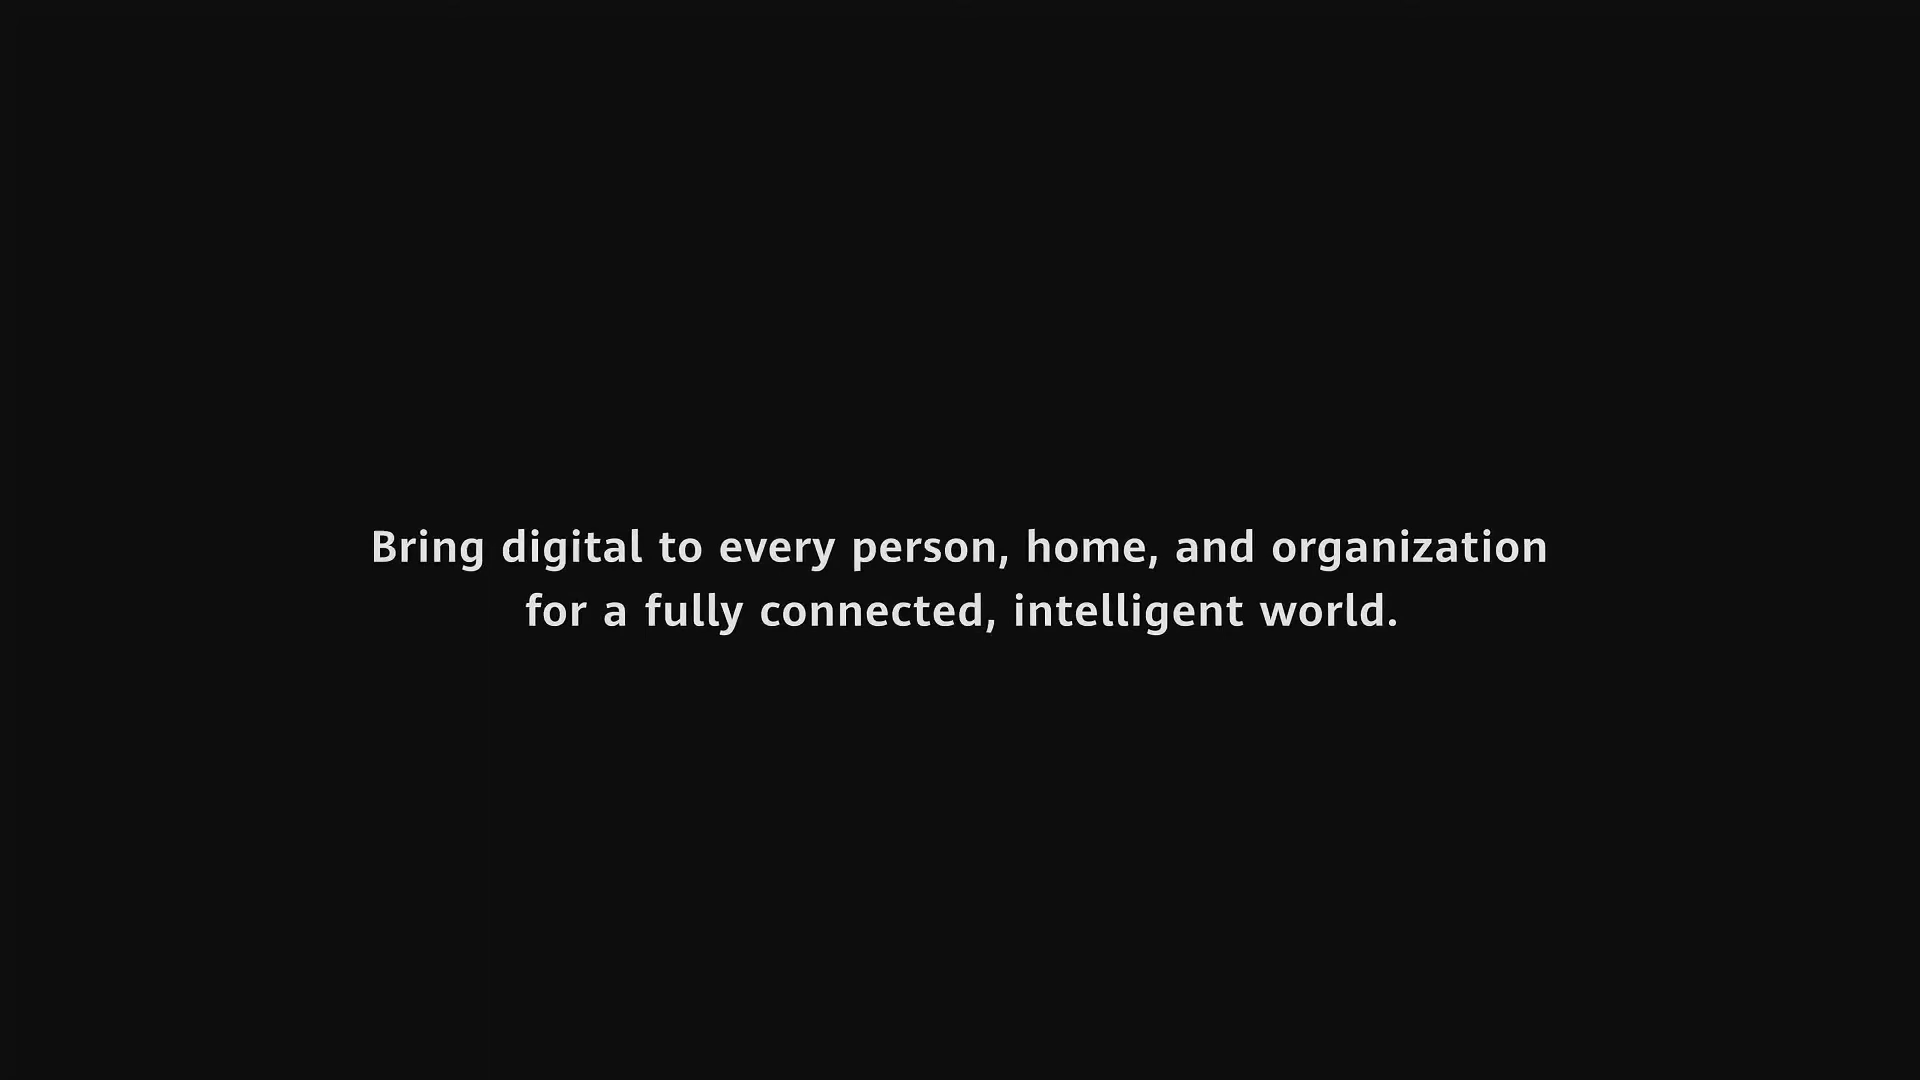 Bring digital to every person, home, and organization
for a fully connected, intelligent world.